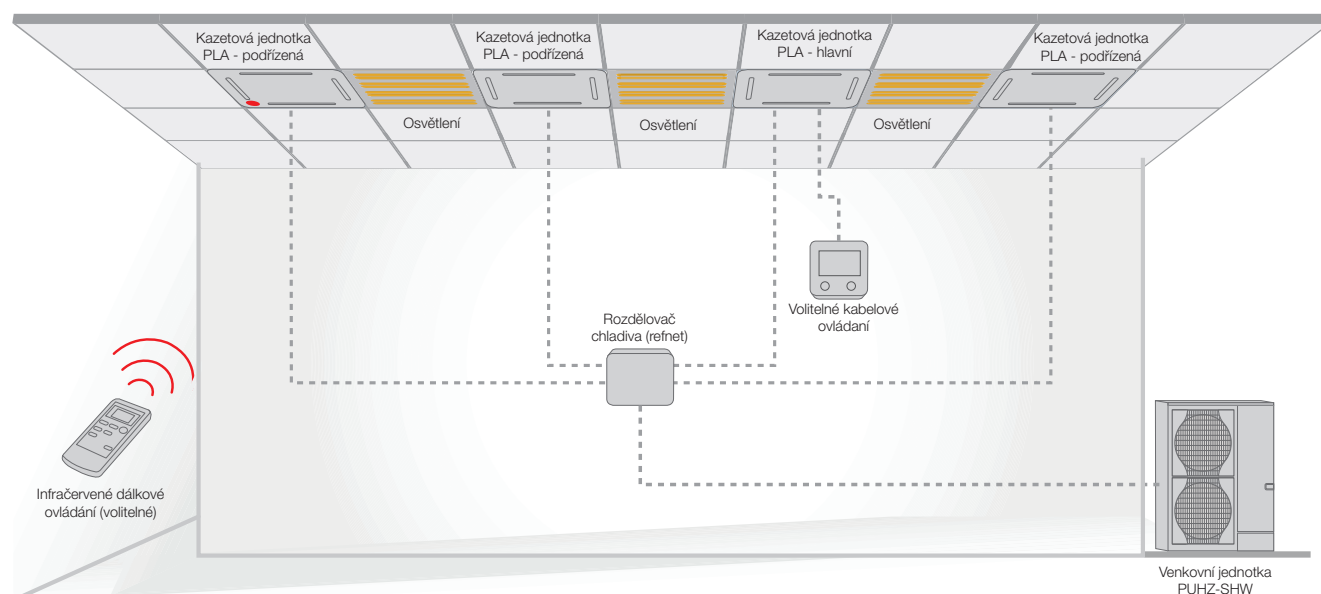 Kazetová jednotka
PLA - podřízená
Kazetová jednotka
PLA - podřízená
Kazetová jednotka
PLA - hlavní
Kazetová jednotka
PLA - podřízená
Osvětlení
Osvětlení
Osvětlení
Volitelné kabelové
ovládaní
Rozdělovač
chladiva (refnet)
Infračervené dálkové
ovládání (volitelné)
Venkovní jednotka
PUHZ-SHW